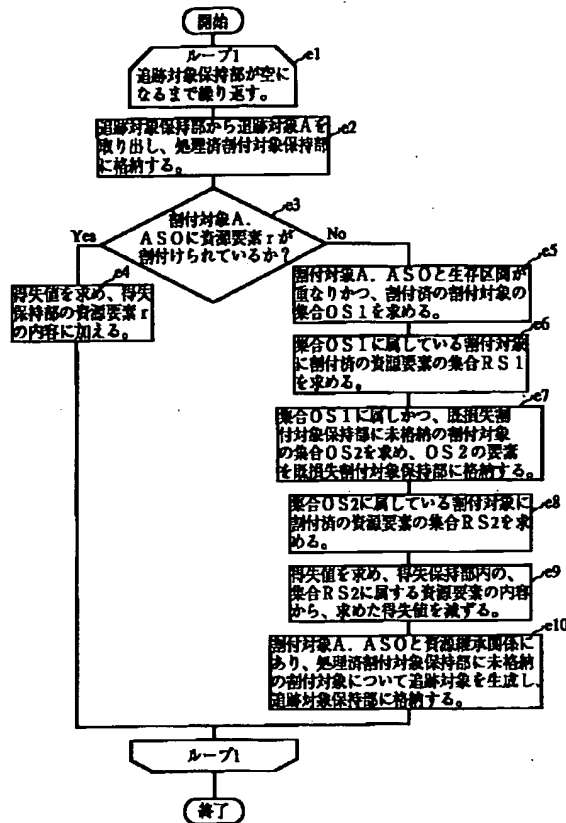 開始
e1
ループ1
追跡対象保持部が空に
なるまで繰り返す。
e2
追跡対象保持部から追跡対象Aを
取り出し、処理済割付対象保持部
に格納する。
e3
割付対象A.
ASOに資源要素rが
割付けられているか？
Yes
No
e4
得失値を求め、得失
保持部の資源要素r
の内容に加える。
e5
割付対象A．ASOと生存区間が
重なりかつ、割付済の割付対象の
集合OS1を求める。
e6
集合OS1に属している割付対象
に割付済の資源要素の集合RS1
を求める。
e7
集合OS1に属しかつ、既損失割
付対象保持部に未格納の割付対象
の集合OS2を求め、OS2の要素
を既損失割付対象保持部に格納する。
e8
集合OS2に属している割付対象に
割付済の資源要素の集合RS2を求
める。
e9
得失値を求め、得失保持部内の、
集合RS2に属する資源要素の内容
から、求めた得失値を減ずる。
e10
割付対象A．ASOと資源継承関係に
あり、処理済割付対象保持部に未格納
の割付対象について追跡対象を生成し、
追跡対象保持部に格納する。
ループ1
終了